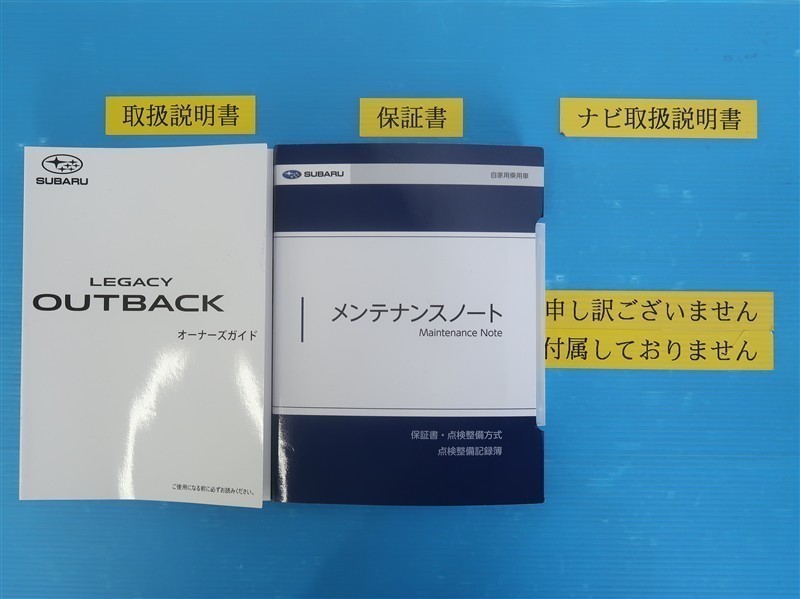 取扱説明書
保証書
ナビ取扱説明書
SUBARU
LEGACY
OUTBACK
オーナーズガイド
ご使用になる前に必ずお読みください。
SUBARU
自家用乗用車
メンテナンスノート
Maintenance Note
保証書・点検整備方式
点検整備記録簿
申し訳ございません
付属しておりません